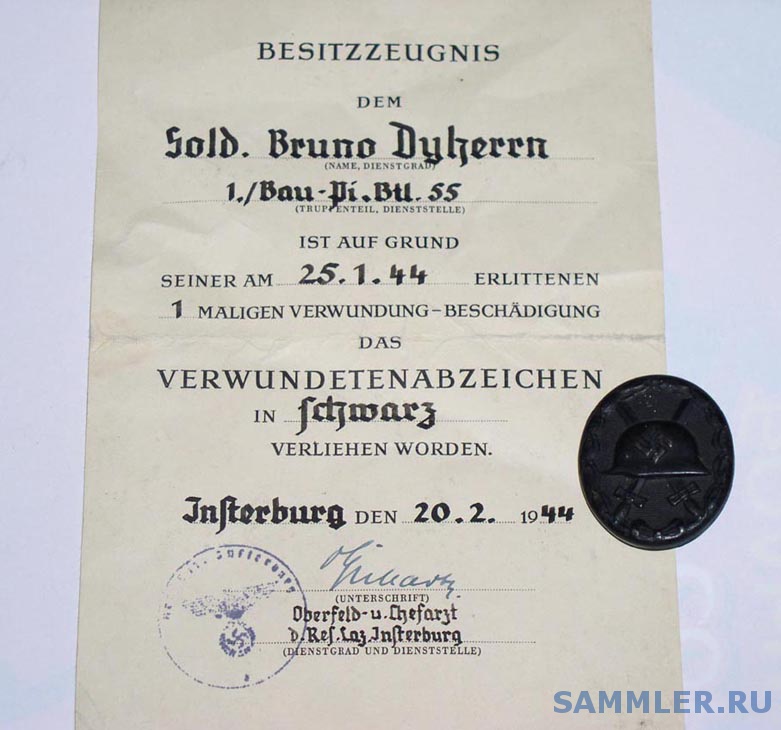 BESITZZEUGNIS
DEM
Sold. Bruno Dyherrn
(NAME, DIENSTGRAD)
1./Bau-Pi.Btl. 55
(TRUPPENTEIL, DIENSTSTELLE)
IST AUF GRUND
SEINER AM 25.1.44 ERLITTENEN
1 MALIGEN VERWUNDUNG–BESCHÄDIGUNG
DAS
VERWUNDETENABZEICHEN
IN schwarz
VERLIEHEN WORDEN.
Insterburg DEN 20.2. 1944
(UNTERSCHRIFT)
Oberfeld-u. Chefarzt
d. Res. Laz. Insterburg
(DIENSTGRAD UND DIENSTSTELLE)
Insterburg
SAMMLER.RU